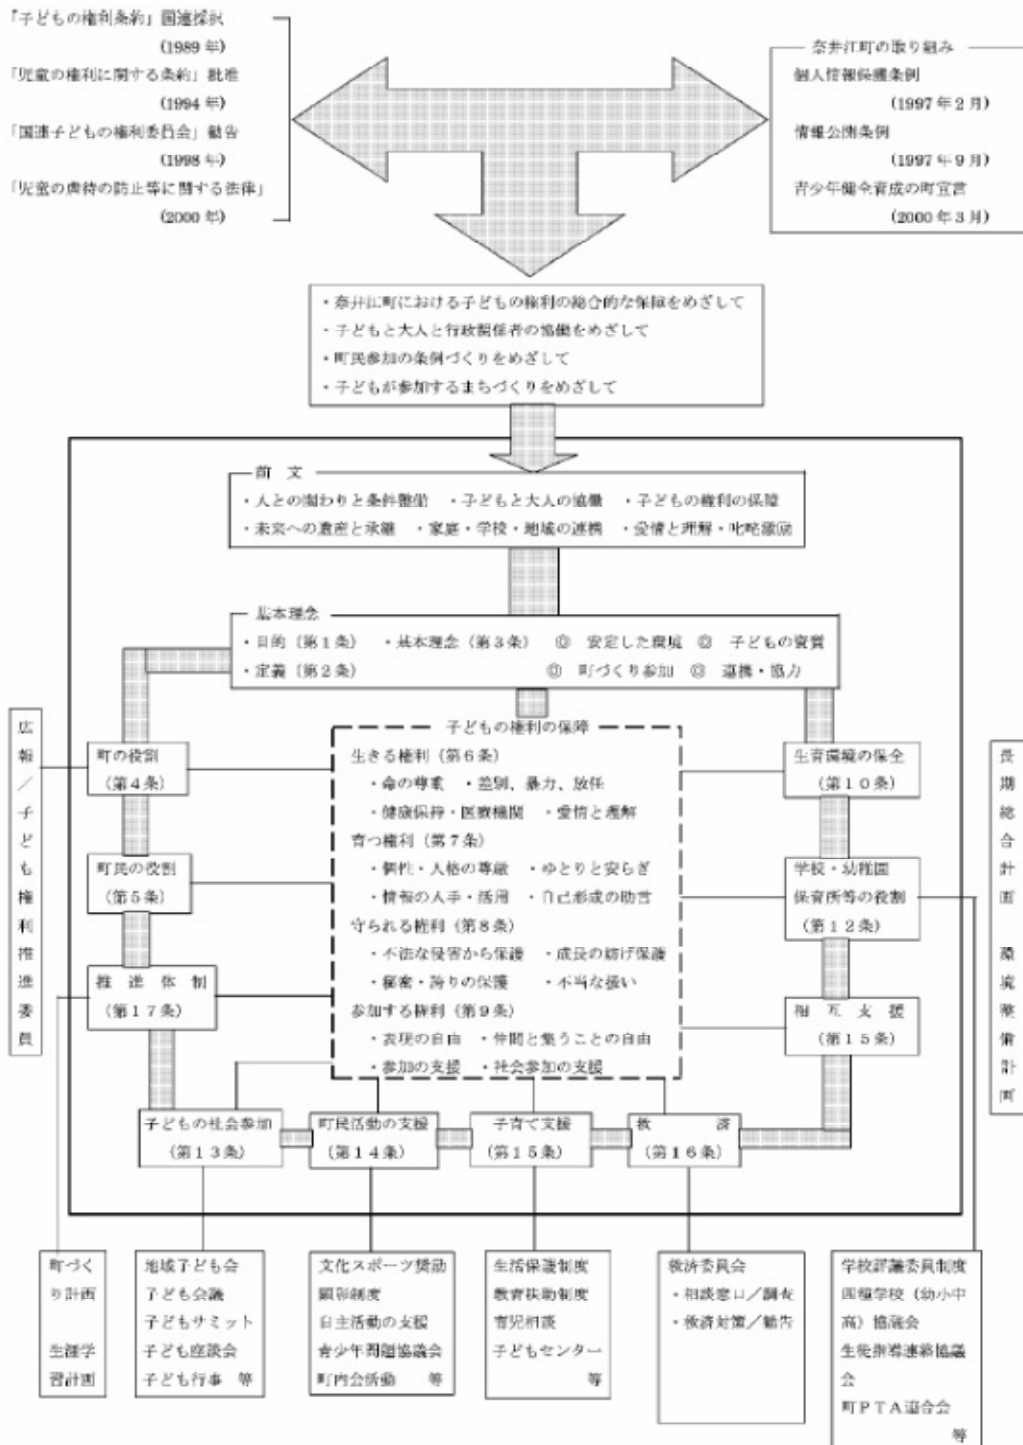 『子どもの権利条約』国連採択
(1989年)
「児童の権利に関する条約」批准
(1994年)
「国連子どもの権利委員会」勧告
(1998年)
「児童の虐待の防止等に関する法律」
(2000年)
奈井江町の取り組み
個人情報保護条例
(1997年2月)
情報公開条例
(1997年9月)
青少年健全育成の町宣言
(2000年3月)
・奈井江町における子どもの権利の総合的な保障をめざして
・子どもと大人と行政関係者の協働をめざして
・町民参加の条例づくりをめざして
・子どもが参加するまちづくりをめざして
前　文
・人との関わりと条件整備　・子どもと大人の協働　・子どもの権利の保障
・未来への遺産と承継　・家庭・学校・地域の連携　・愛情と理解・叱咤激励
基本理念
・目的（第１条）　・基本理念（第３条）　◎　安定した環境　◎　子どもの資質
・定義（第２条）　◎　町づくり参加　◎　連携・協力
広報／子ども権利推進委員
町の役割
（第４条）
町民の役割
（第５条）
推　進　体　制
（第１７条）
子どもの権利の保障
生きる権利（第６条）
・命の尊重　・差別、暴力、放任
・健康保持・医療機関　・愛情と理解
育つ権利（第７条）
・個性・人格の尊厳　・ゆとりと安らぎ
・情報の入手・活用　・自己形成の助言
守られる権利（第８条）
・不法な侵害から保護　・成長の妨げ保護
・秘密・誇りの保護　・不当な扱い
参加する権利（第９条）
・表現の自由　・仲間と集うことの自由
・参加の支援　・社会参加の支援
生育環境の保全
（第１０条）
学校・幼稚園
保育所等の役割
（第１２条）
相　互　支　援
（第１５条）
長期総合計画　環境整備計画
子どもの社会参加
（第１３条）
町民活動の支援
（第１４条）
子育て支援
（第１５条）
救　　済
（第１６条）
町づく
り計画
生涯学
習計画
地域子ども会
子ども会議
子どもサミット
子ども座談会
子ども行事　等
文化スポーツ奨励
顕彰制度
自主活動の支援
青少年問題協議会
町内会活動　等
生活保護制度
教育扶助制度
育児相談
子どもセンター
等
救済委員会
・相談窓口／調査
・救済対策／勧告
学校評議委員制度
四種学校（幼小中
高）協議会
生徒指導連絡協議
会
町ＰＴＡ連合会
等